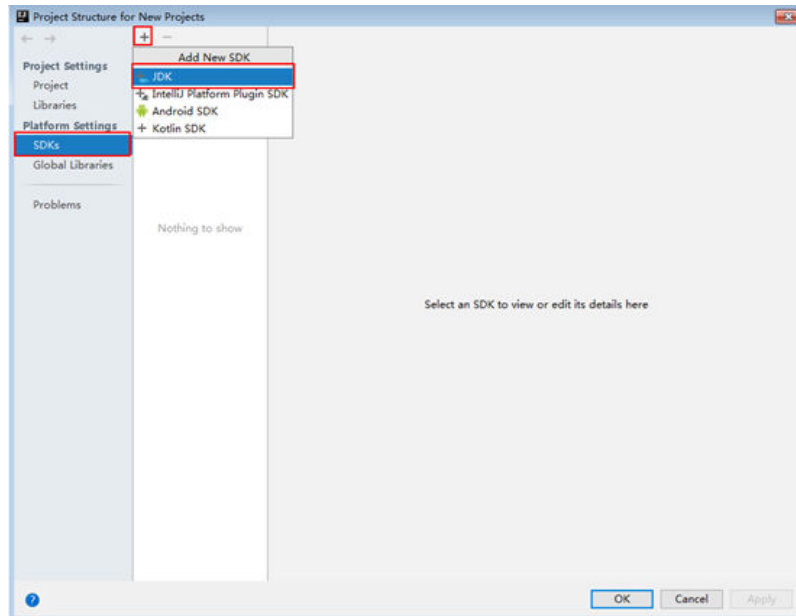 Project Structure for New Projects
Add New SDK
JDK
IntelliJ Platform Plugin SDK
Android SDK
Kotlin SDK
Project Settings
Project
Libraries
Platform Settings
SDKs
Global Libraries
Problems
Nothing to show
Select an SDK to view or edit its details here
?
OK
Cancel
Apply